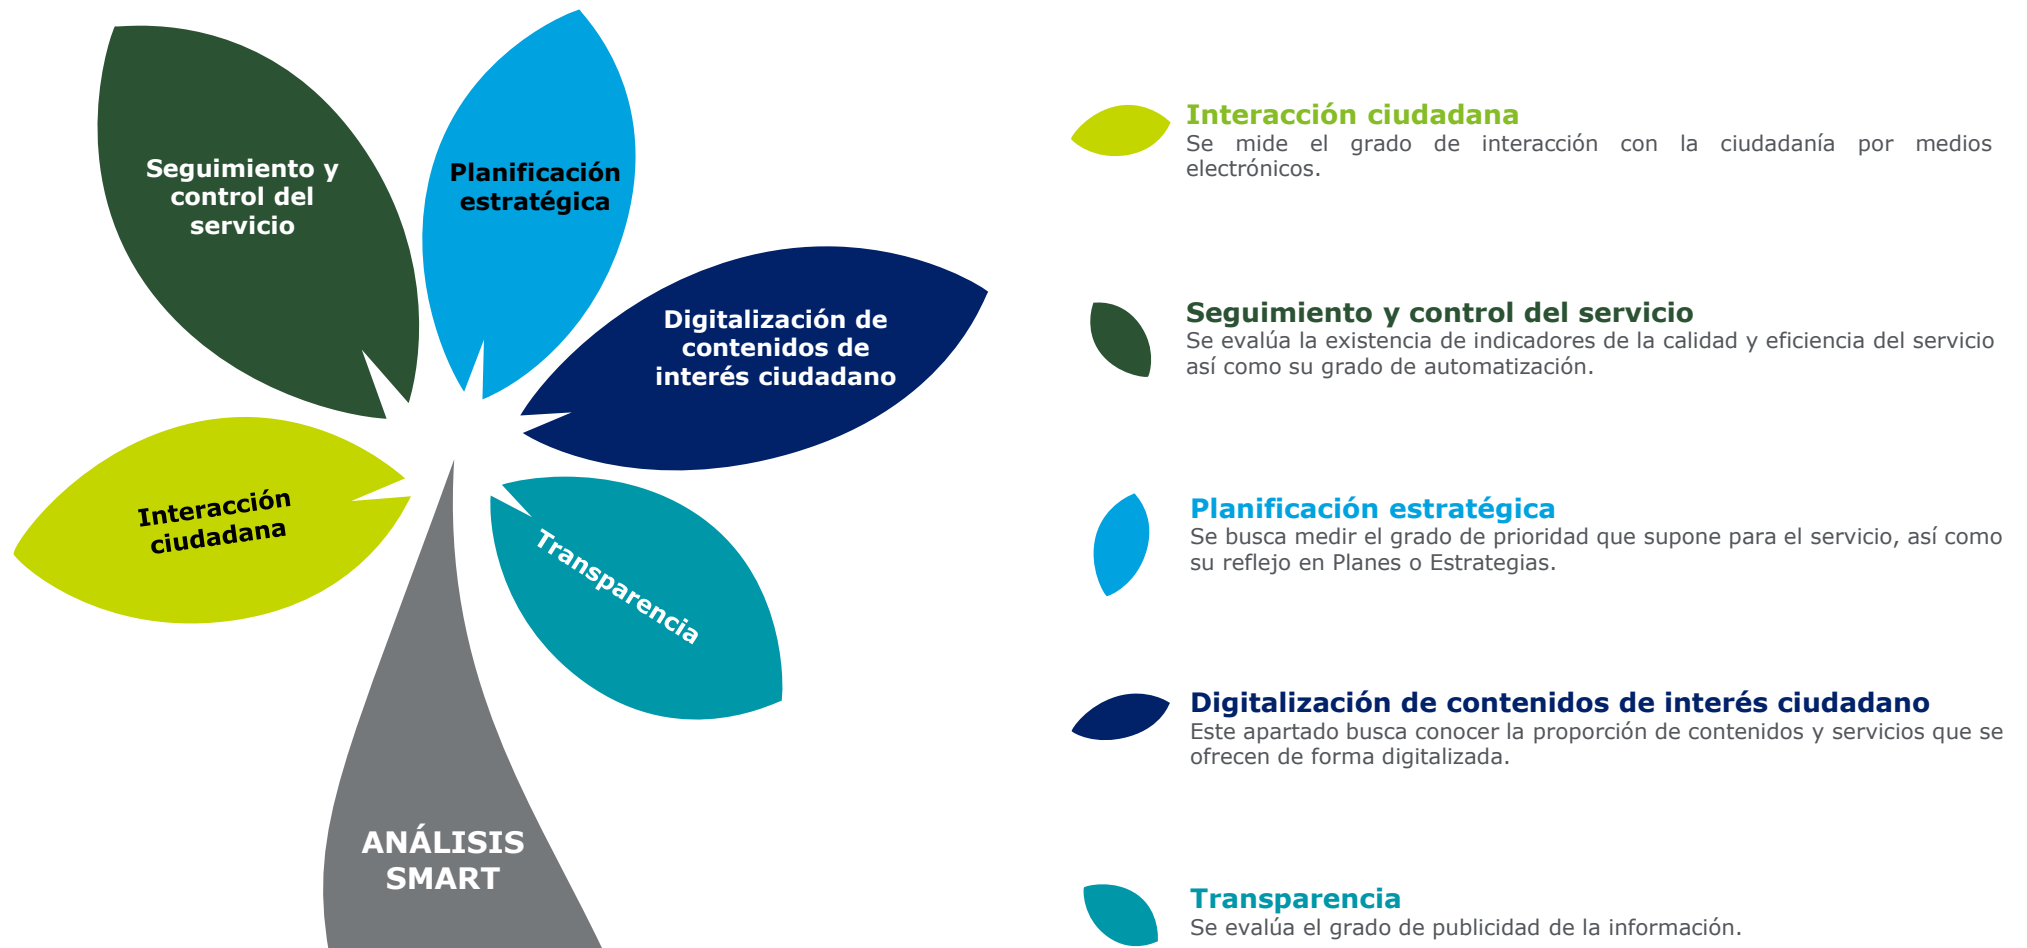 Seguimiento y
control del
servicio
Planificación
estratégica
Digitalización de
contenidos de
interés ciudadano
Interacción
ciudadana
Transparencia
ANÁLISIS
SMART
Interacción ciudadana
Se mide el grado de interacción con la ciudadanía por medios
electrónicos.
Seguimiento y control del servicio
Se evalúa la existencia de indicadores de la calidad y eficiencia del servicio
así como su grado de automatización.
Planificación estratégica
Se busca medir el grado de prioridad que supone para el servicio, así como
su reflejo en Planes o Estrategias.
Digitalización de contenidos de interés ciudadano
Este apartado busca conocer la proporción de contenidos y servicios que se
ofrecen de forma digitalizada.
Transparencia
Se evalúa el grado de publicidad de la información.